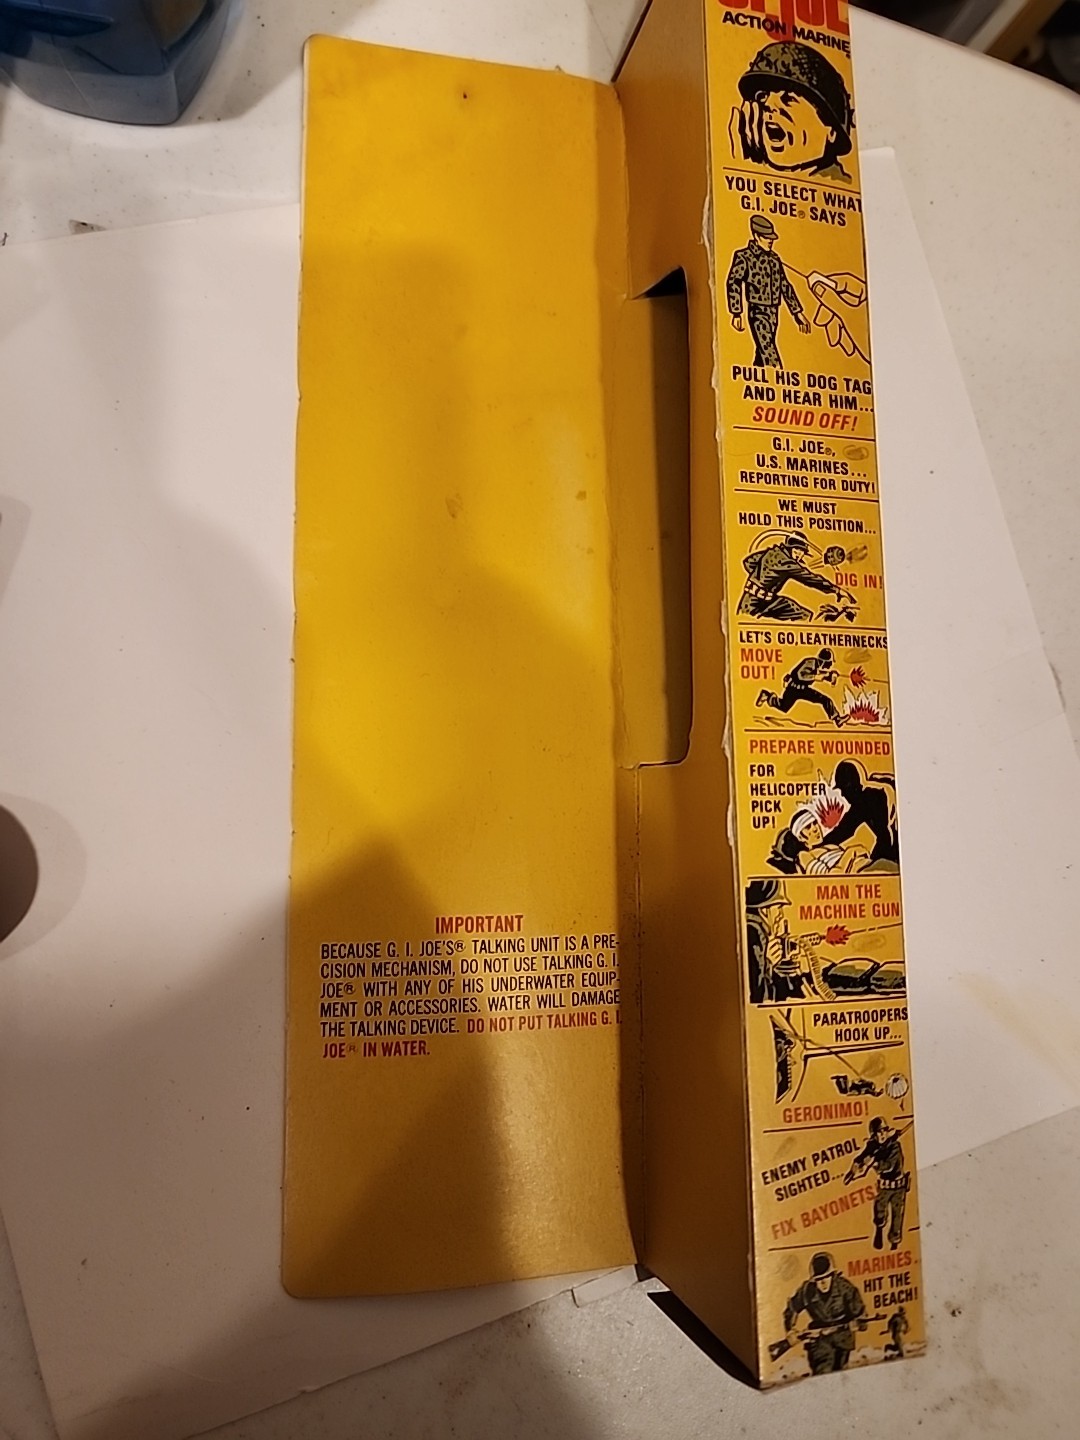 IMPORTANT
BECAUSE G. I. JOE'S® TALKING UNIT IS A PRE-
CISION MECHANISM, DO NOT USE TALKING G. I.
JOE® WITH ANY OF HIS UNDERWATER EQUIP-
MENT OR ACCESSORIES. WATER WILL DAMAGE
THE TALKING DEVICE. DO NOT PUT TALKING G. I.
JOE® IN WATER.
ACTION MARINE
YOU SELECT WHAT
G.I. JOE® SAYS
PULL HIS DOG TAG
AND HEAR HIM...
SOUND OFF!
G.I. JOE®,
U.S. MARINES...
REPORTING FOR DUTY!
WE MUST
HOLD THIS POSITION...
DIG IN!
LET'S GO, LEATHERNECKS
MOVE
OUT!
PREPARE WOUNDED
FOR
HELICOPTER
PICK
UP!
MAN THE
MACHINE GUN
PARATROOPERS
HOOK UP...
GERONIMO!
ENEMY PATROL
SIGHTED...
FIX BAYONETS
MARINES..
HIT THE
BEACH!